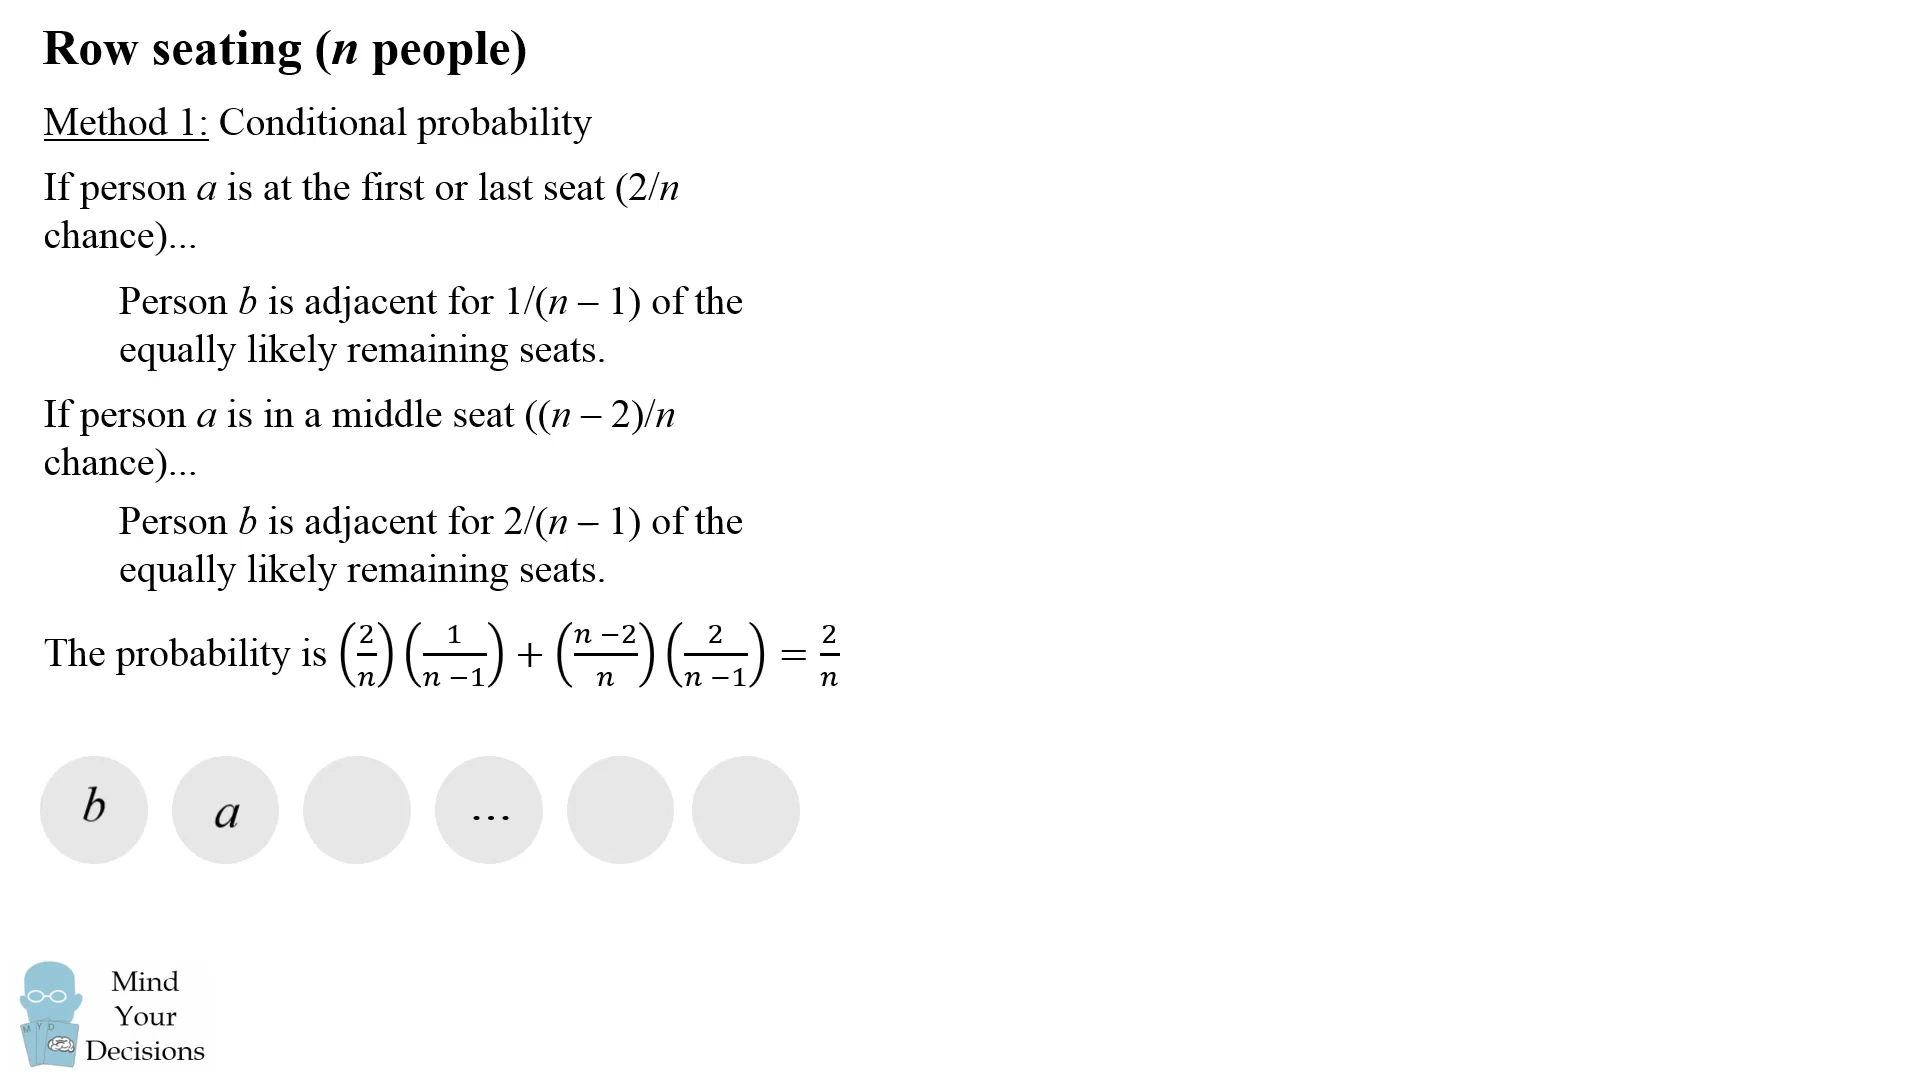 Row seating (n people)
Method 1: Conditional probability
If person a is at the first or last seat (2/n
chance)...
Person b is adjacent for 1/(n – 1) of the
equally likely remaining seats.
If person a is in a middle seat ((n – 2)/n
chance)...
Person b is adjacent for 2/(n – 1) of the
equally likely remaining seats.
The probability is (2/n)(1/(n −1)) + ((n −2)/n)(2/(n −1)) = 2/n
b a ...
Mind
Your
Decisions
M Y D